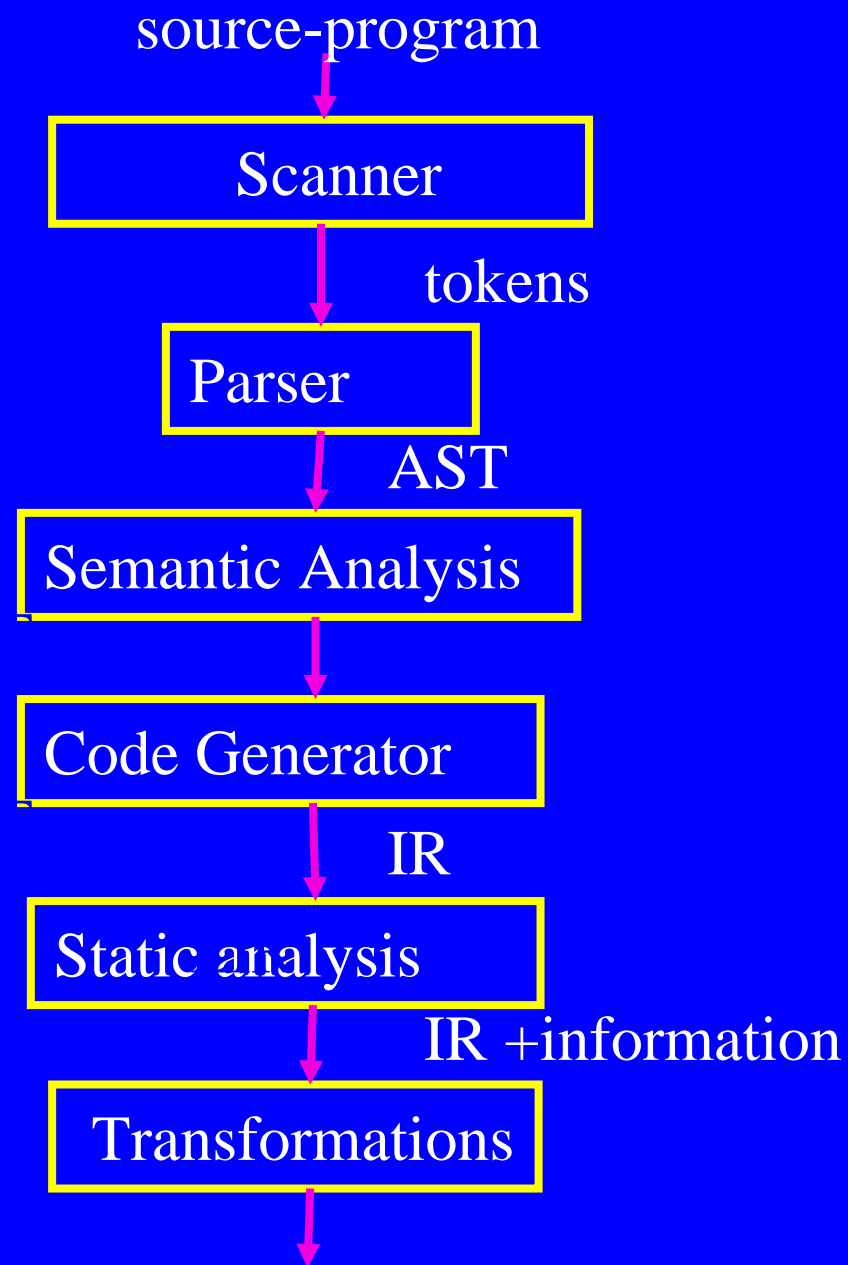 source-program
Scanner
tokens
Parser
AST
Semantic Analysis
Code Generator
IR
Static analysis
IR +information
Transformations